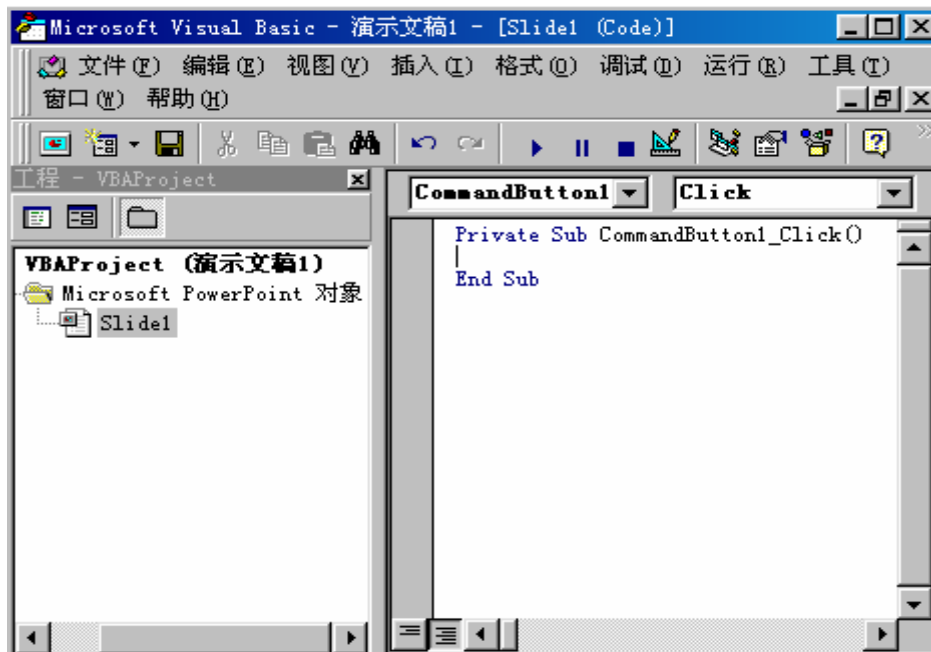 Microsoft Visual Basic - 演示文稿1 - [Slide1 (Code)]
文件(F) 编辑(E) 视图(V) 插入(I) 格式(O) 调试(D) 运行(R) 工具(T)
窗口(W) 帮助(H)
工程 - VBAProject
VBAProject (演示文稿1)
Microsoft PowerPoint 对象
Slide1
CommandButton1 Click
Private Sub CommandButton1_Click()
End Sub